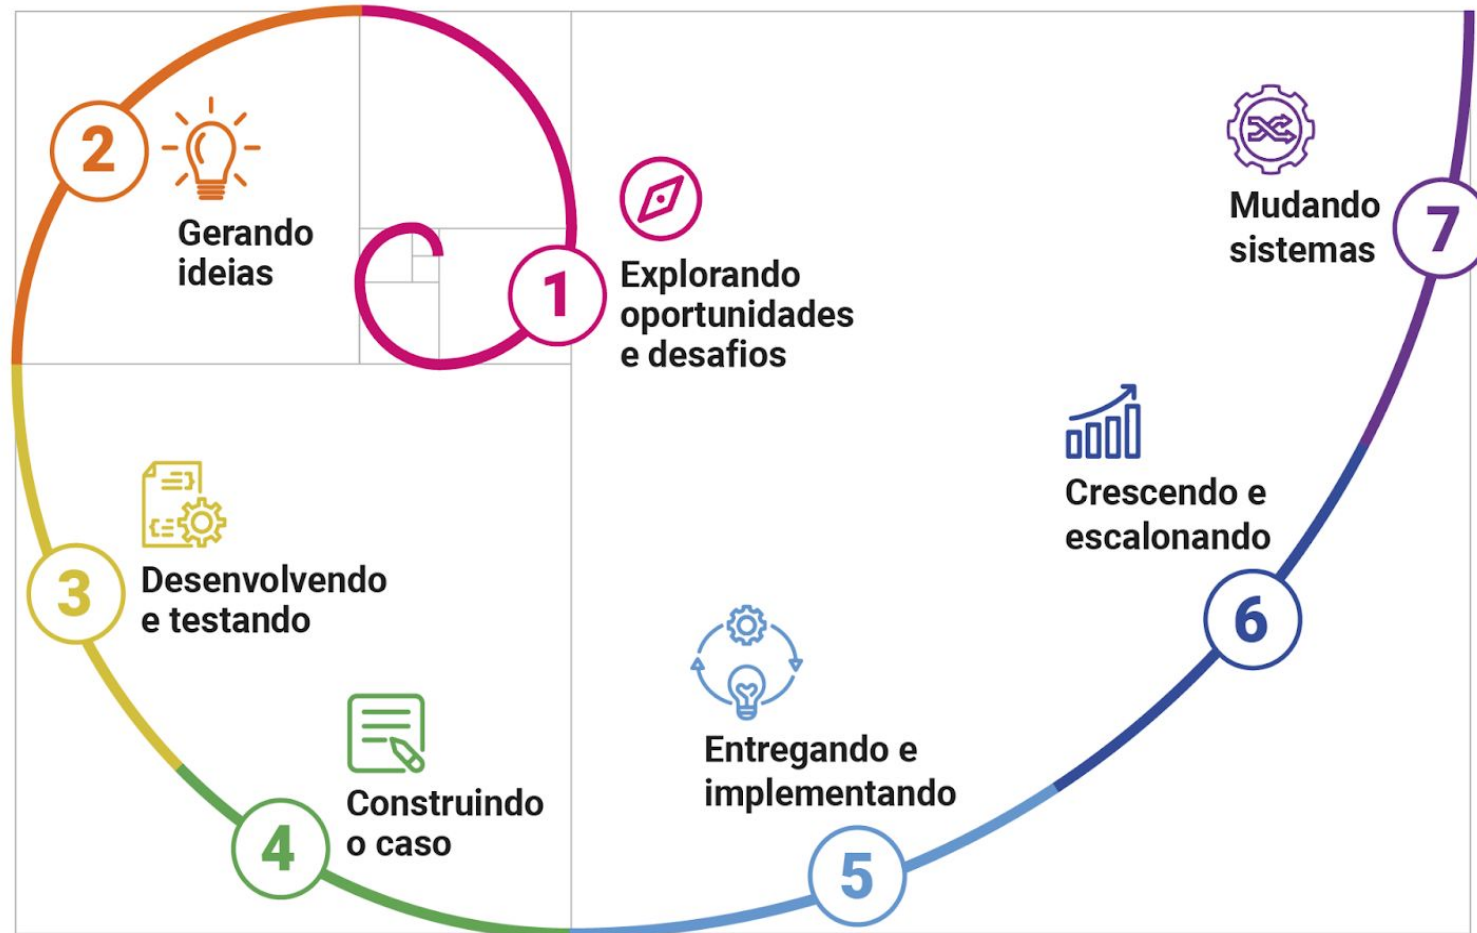 1
Explorando
oportunidades
e desafios
2
Gerando
ideias
3
Desenvolvendo
e testando
4
Construindo
o caso
5
Entregando e
implementando
6
Crescendo e
escalonando
7
Mudando
sistemas